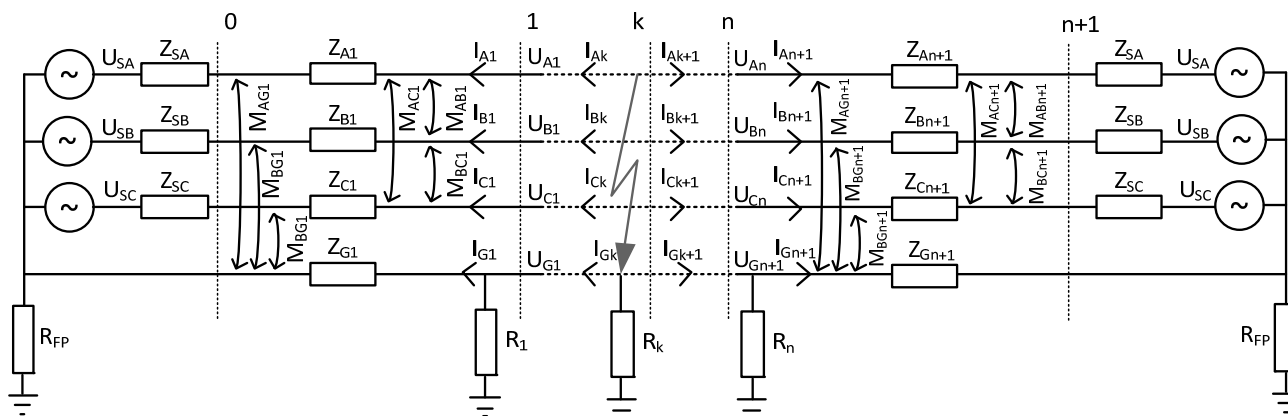 0 1 k n n+1
U_SA Z_SA Z_A1 I_A1 U_A1 I_Ak I_Ak+1 U_An I_An+1 Z_An+1 Z_SA U_SA
M_AG1 M_AC1 M_AB1 M_AGn+1 M_ACn+1 M_ABn+1
U_SB Z_SB Z_B1 I_B1 U_B1 I_Bk I_Bk+1 U_Bn I_Bn+1 Z_Bn+1 Z_SB U_SB
M_BG1 M_BC1 M_BGn+1 M_BCn+1
U_SC Z_SC Z_C1 I_C1 U_C1 I_Ck I_Ck+1 U_Cn I_Cn+1 Z_Cn+1 Z_SC U_SC
M_BG1 M_BGn+1
Z_G1 I_G1 U_G1 I_Gk I_Gk+1 U_Gn+1 I_Gn+1 Z_Gn+1
R_FP R_1 R_k R_n R_FP